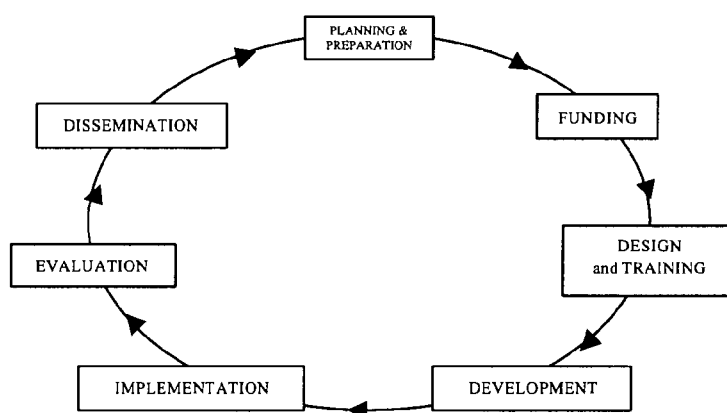 PLANNING &
PREPARATION
FUNDING
DESIGN
and TRAINING
DEVELOPMENT
IMPLEMENTATION
EVALUATION
DISSEMINATION